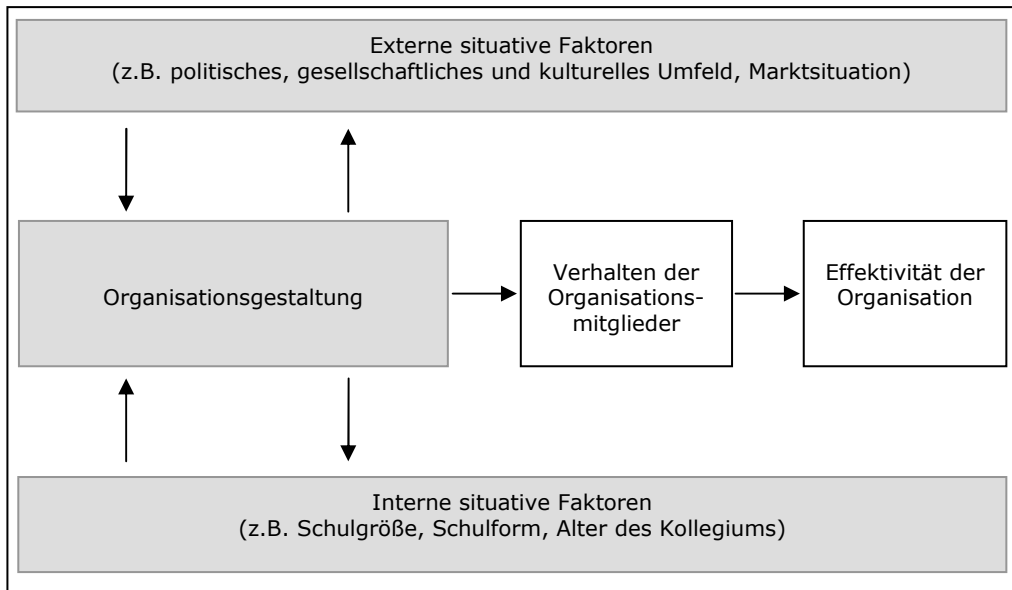 Externe situative Faktoren
(z.B. politisches, gesellschaftliches und kulturelles Umfeld, Marktsituation)
Organisationsgestaltung
Verhalten der
Organisations-
mitglieder
Effektivität der
Organisation
Interne situative Faktoren
(z.B. Schulgröße, Schulform, Alter des Kollegiums)